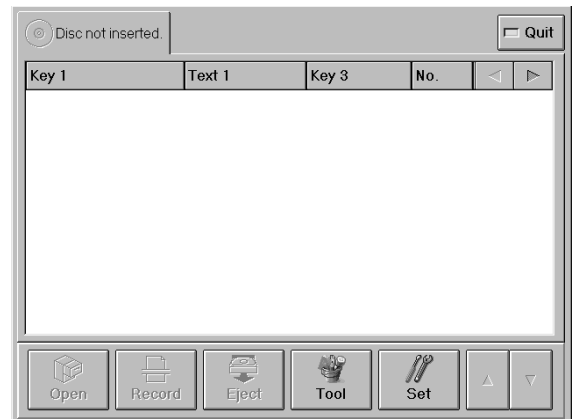 Disc not inserted.
Quit
Key 1 Text 1 Key 3 No.
Open Record Eject Tool Set